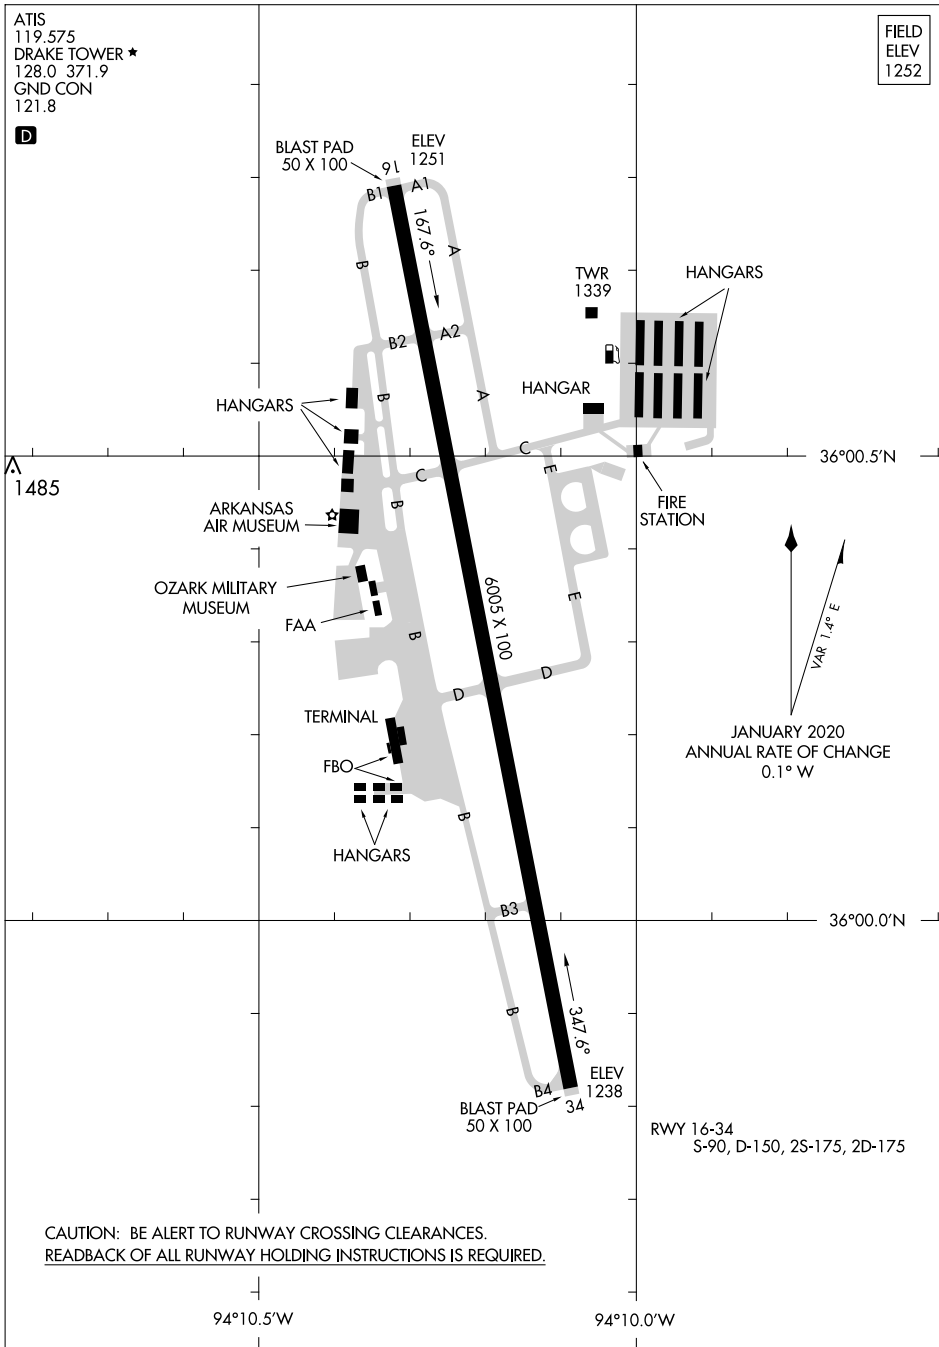 ATIS
119.575
DRAKE TOWER ★
128.0 371.9
GND CON
121.8
D
FIELD
ELEV
1252
BLAST PAD
50 X 100
16
ELEV
1251
B1
A1
167.6°
A
B
TWR
1339
HANGARS
B2
A2
HANGAR
B
A
HANGARS
C
C
E
36°00.5'N
1485
FIRE
STATION
ARKANSAS
AIR MUSEUM
B
OZARK MILITARY
MUSEUM
FAA
6005 X 100
E
B
VAR 1.4° E
D
D
TERMINAL
JANUARY 2020
ANNUAL RATE OF CHANGE
0.1° W
FBO
B
HANGARS
B3
36°00.0'N
B
347.6°
B4
ELEV
1238
34
BLAST PAD
50 X 100
RWY 16-34
S-90, D-150, 2S-175, 2D-175
CAUTION: BE ALERT TO RUNWAY CROSSING CLEARANCES.
READBACK OF ALL RUNWAY HOLDING INSTRUCTIONS IS REQUIRED.
94°10.5'W
94°10.0'W